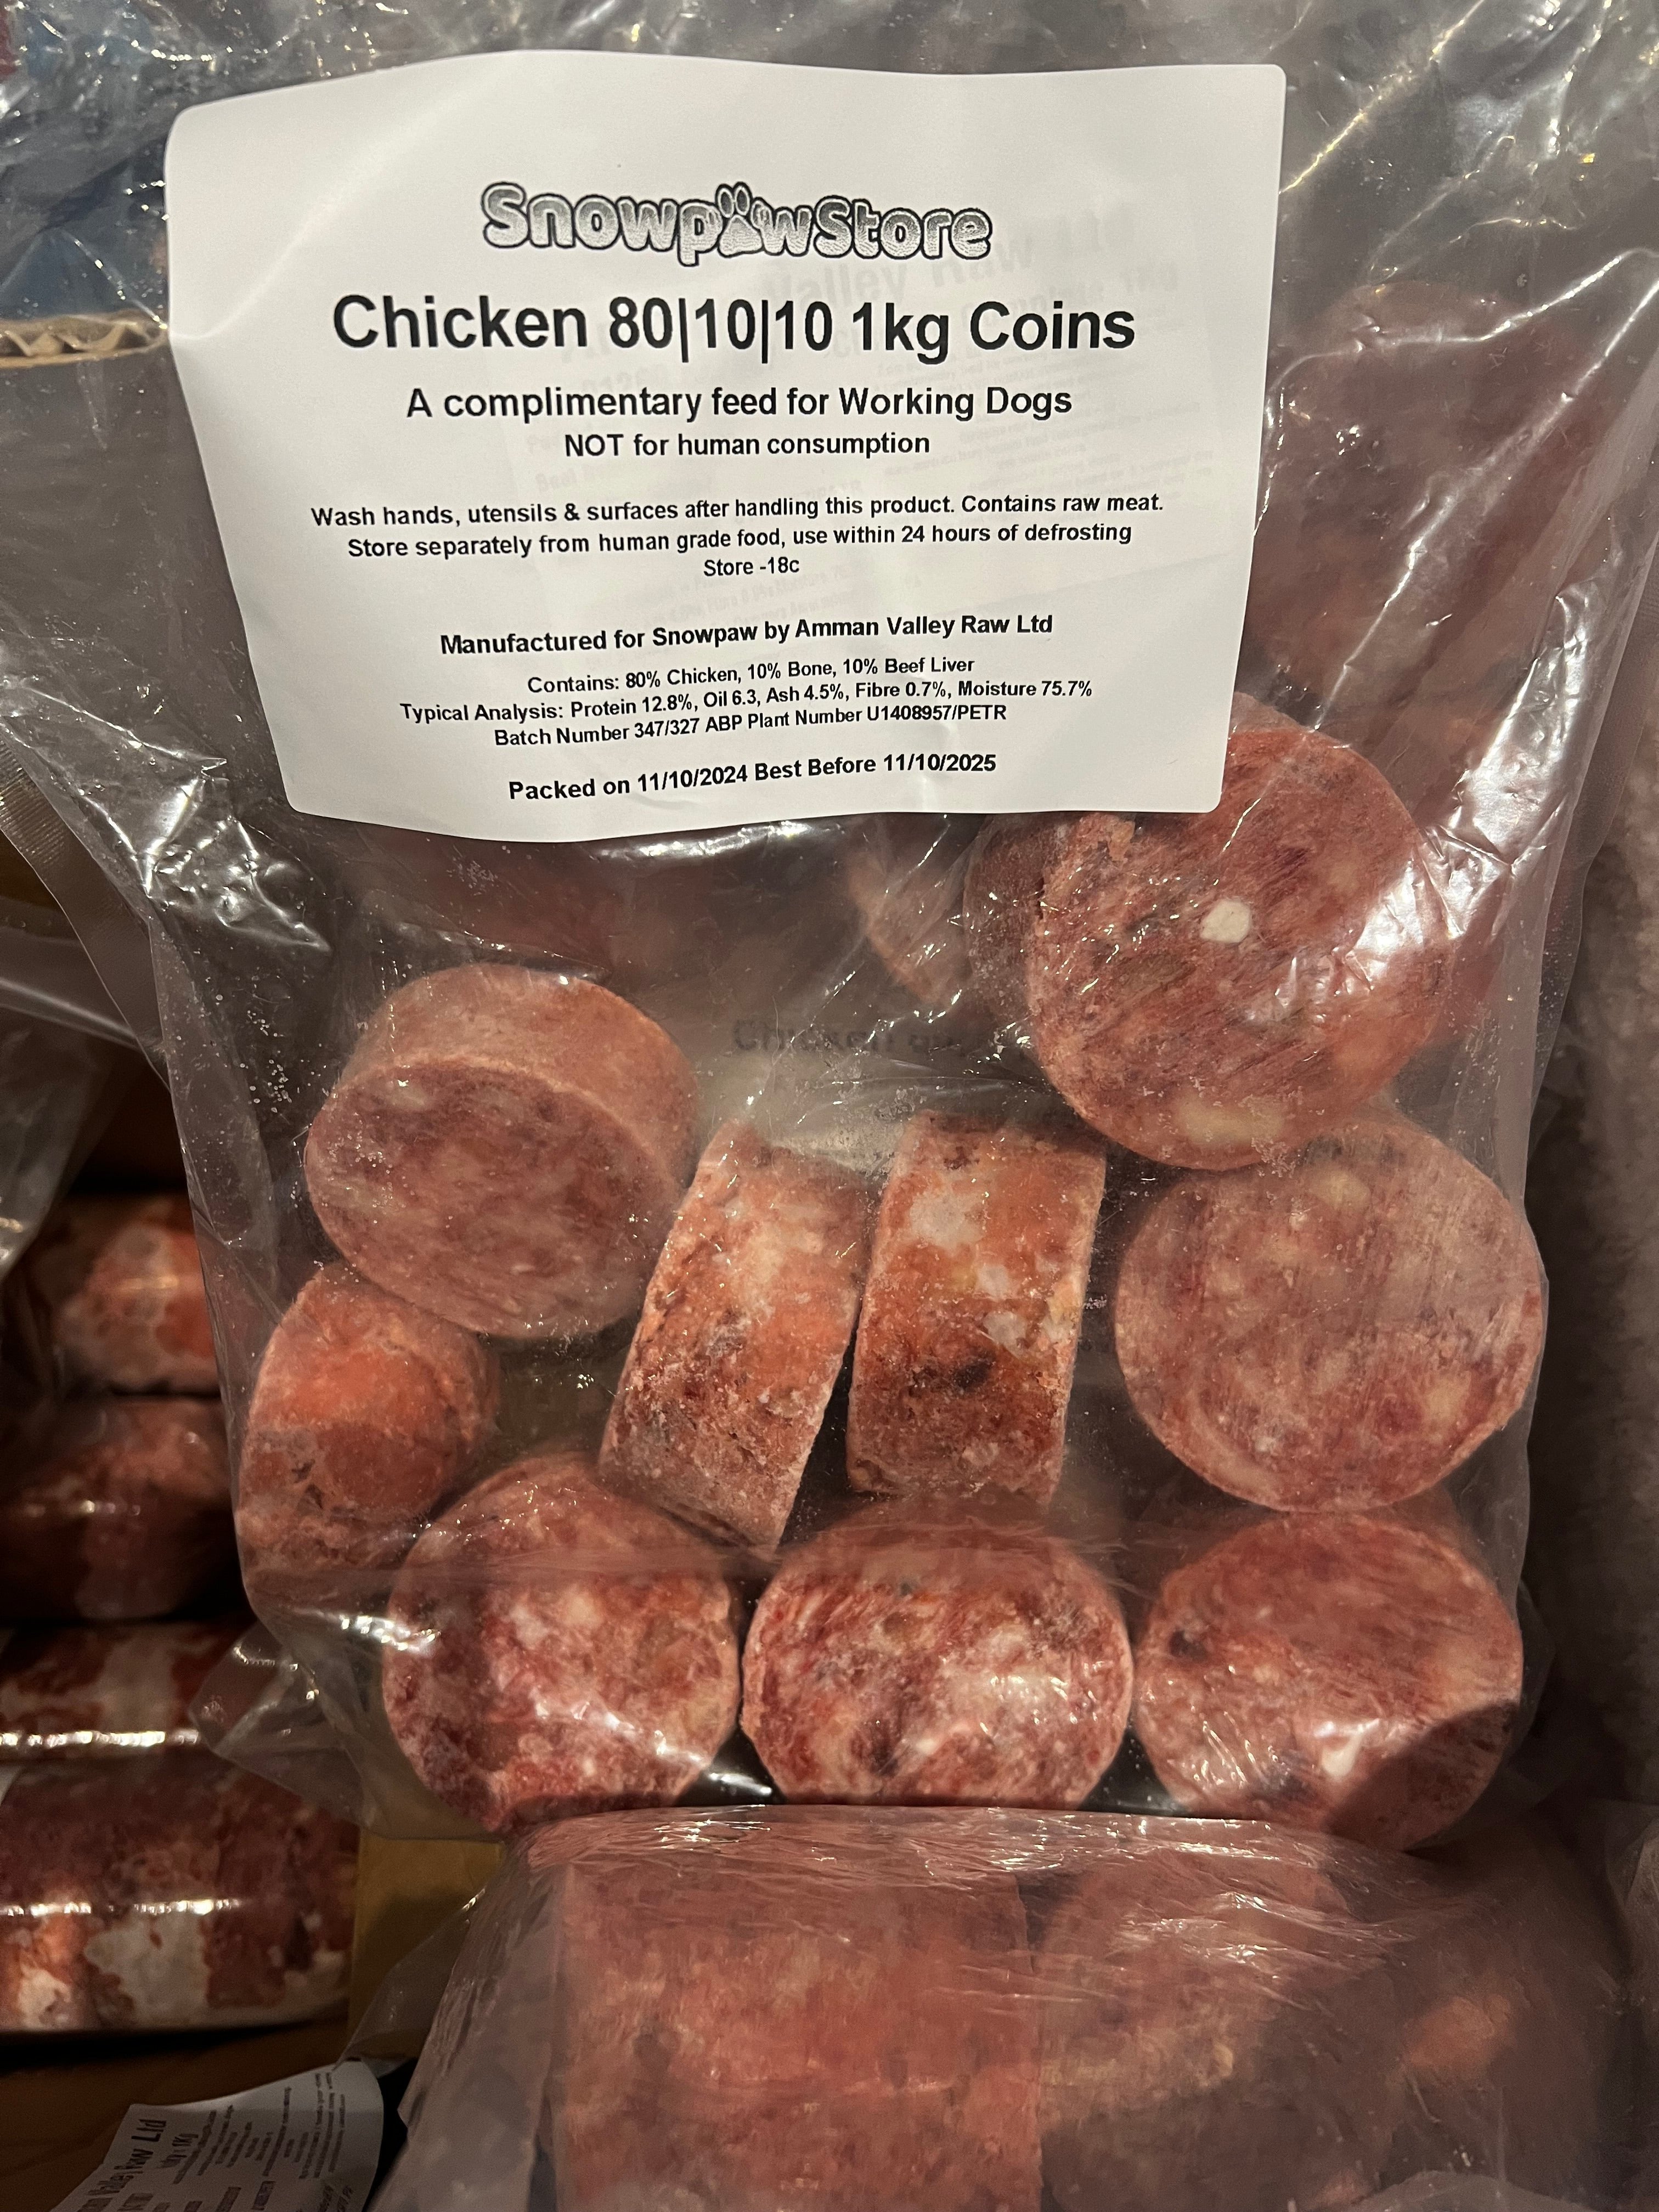 SnowpawStore
Chicken 80|10|10 1kg Coins
A complimentary feed for Working Dogs
NOT for human consumption
Wash hands, utensils & surfaces after handling this product. Contains raw meat.
Store separately from human grade food, use within 24 hours of defrosting
Store -18c
Manufactured for Snowpaw by Amman Valley Raw Ltd
Contains: 80% Chicken, 10% Bone, 10% Beef Liver
Typical Analysis: Protein 12.8%, Oil 6.3, Ash 4.5%, Fibre 0.7%, Moisture 75.7%
Batch Number 347/327 ABP Plant Number U1408957/PETR
Packed on 11/10/2024 Best Before 11/10/2025
Chicken
Valley Raw Ltd